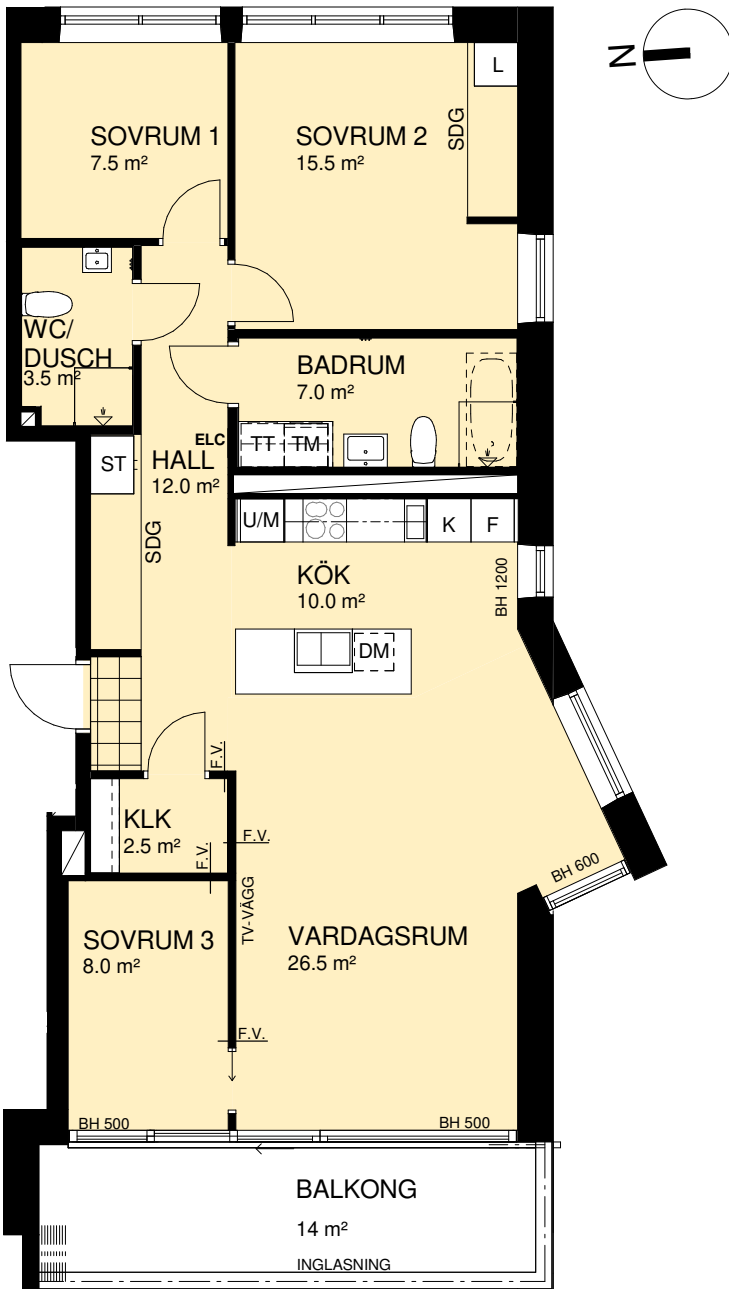 N
L
SDG
SOVRUM 1
7.5 m²
SOVRUM 2
15.5 m²
WC/
DUSCH
3.5 m²
BADRUM
7.0 m²
TT
TM
ELC
ST
HALL
12.0 m²
SDG
U/M
K
F
KÖK
10.0 m²
BH 1200
DM
F.V.
KLK
2.5 m²
F.V.
F.V.
BH 600
TV-VÄGG
SOVRUM 3
8.0 m²
VARDAGSRUM
26.5 m²
F.V.
BH 500
BH 500
BALKONG
14 m²
INGLASNING